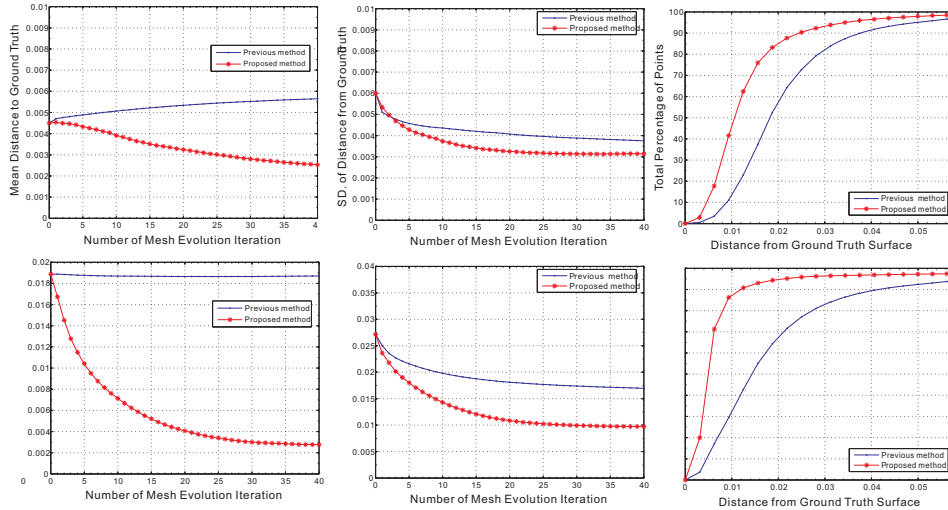 Mean Distance to Ground Truth
0.01
0.009
0.008
0.007
0.006
0.005
0.004
0.003
0.002
0.001
0
0 5 10 15 20 25 30 35 40
Number of Mesh Evolution Iteration
Previous method
Proposed method
SD. of Distance from Ground Truth
0.01
0.009
0.008
0.007
0.006
0.005
0.004
0.003
0.002
0.001
0
0 5 10 15 20 25 30 35 40
Number of Mesh Evolution Iteration
Previous method
Proposed method
Total Percentage of Points
100
90
80
70
60
50
40
30
20
10
0
0 0.01 0.02 0.03 0.04 0.05
Distance from Ground Truth Surface
Previous method
Proposed method
0.02
0.018
0.016
0.014
0.012
0.01
0.008
0.006
0.004
0.002
0
0
0 5 10 15 20 25 30 35 40
Number of Mesh Evolution Iteration
Previous method
Proposed method
0.04
0.035
0.03
0.025
0.02
0.015
0.01
0.005
0
0 5 10 15 20 25 30 35 40
Number of Mesh Evolution Iteration
Previous method
Proposed method
0 0.01 0.02 0.03 0.04 0.05
Distance from Ground Truth Surface
Previous method
Proposed method